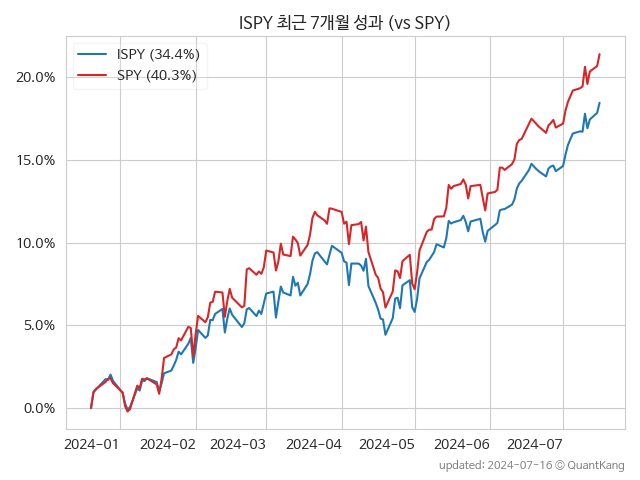 ISPY 최근 7개월 성과 (vs SPY)
ISPY (34.4%)
SPY (40.3%)
20.0%
15.0%
10.0%
5.0%
0.0%
2024-01 2024-02 2024-03 2024-04 2024-05 2024-06 2024-07
updated: 2024-07-16 © QuantKang